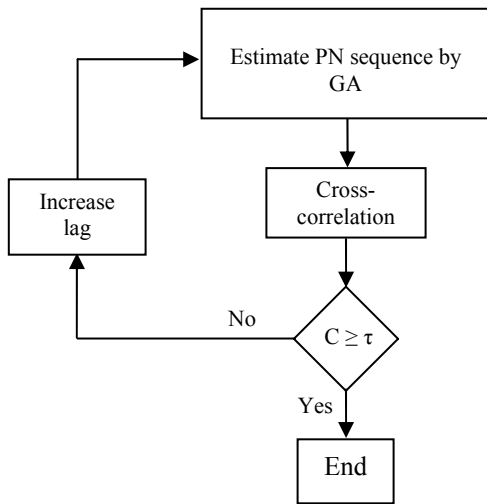 Estimate PN sequence by
GA
Cross-
correlation
Increase
lag
No
C ≥ τ
Yes
End